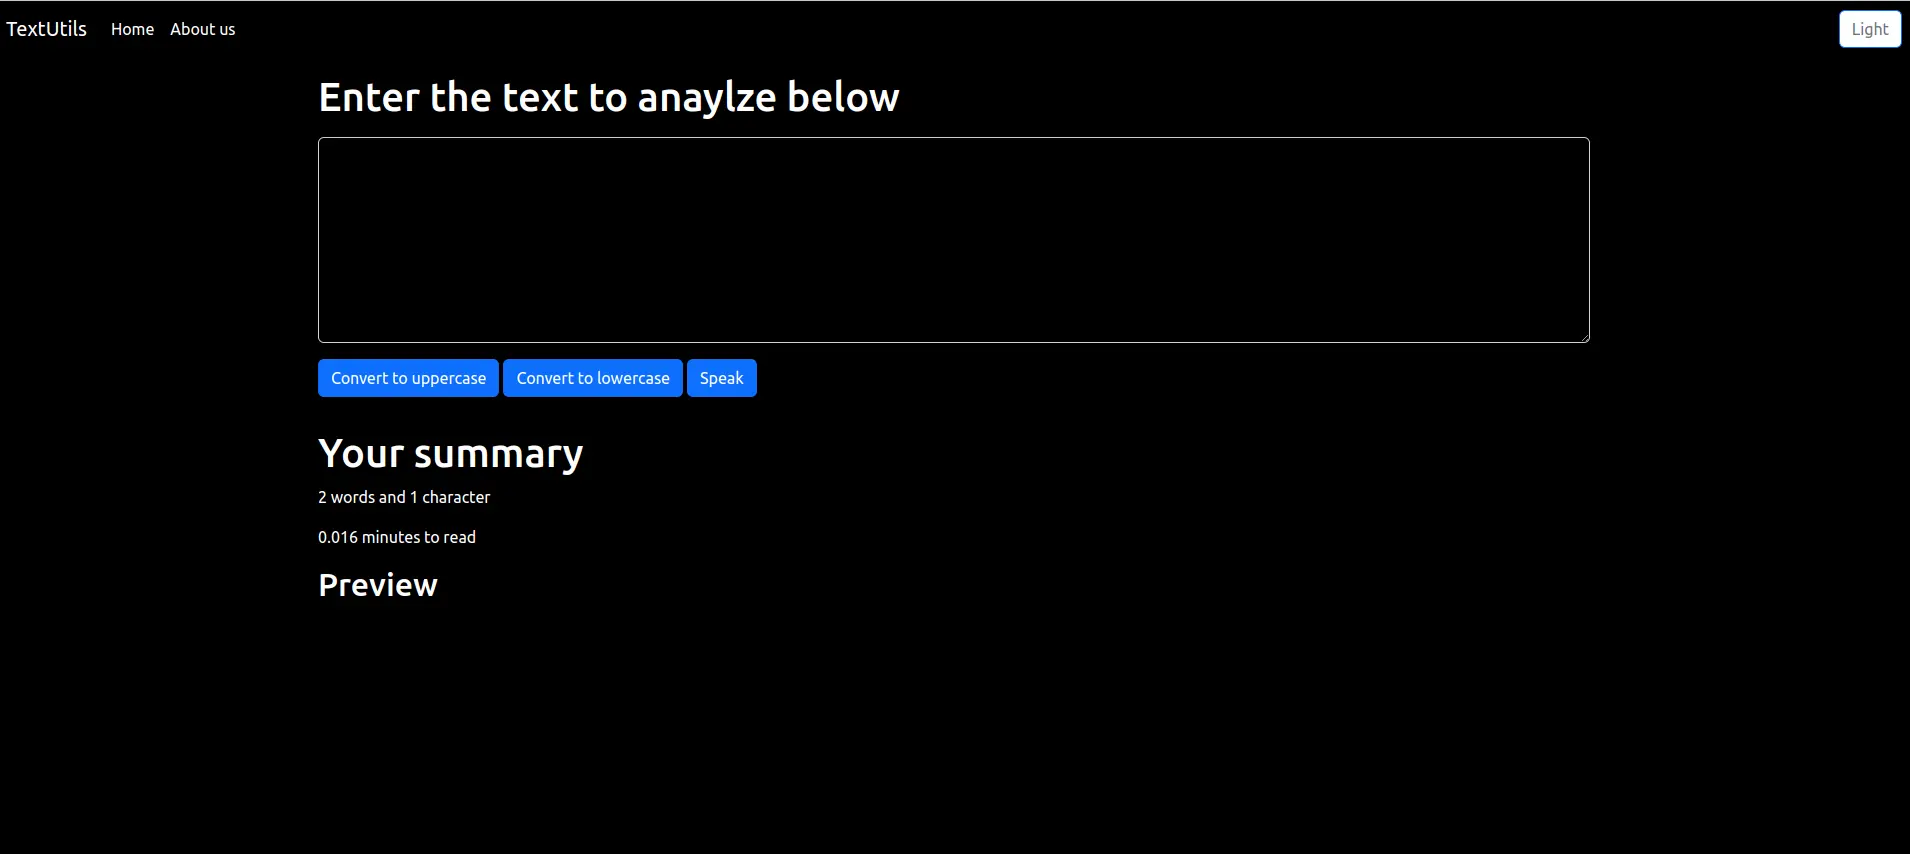 TextUtils Home About us Light
Enter the text to anaylze below
Convert to uppercase Convert to lowercase Speak
Your summary
2 words and 1 character
0.016 minutes to read
Preview